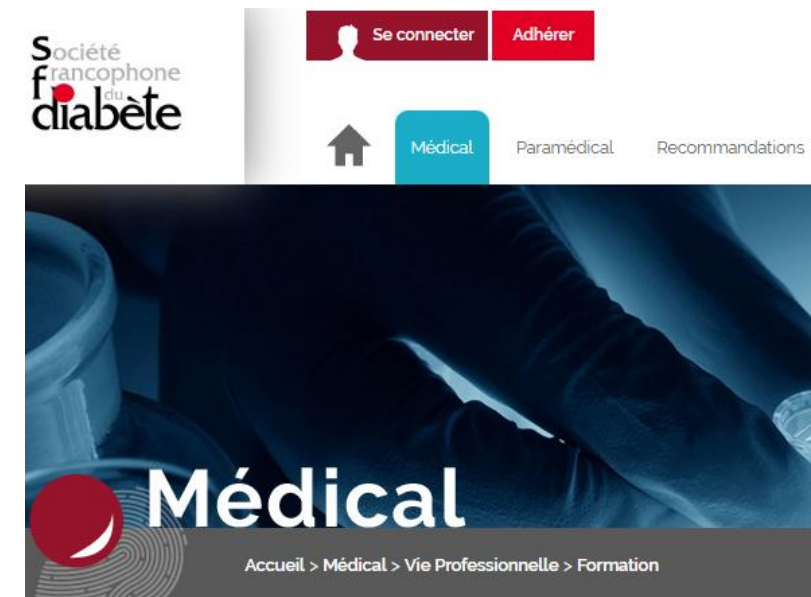 Société
francophone
du
diabète
Se connecter
Adhérer
Médical
Paramédical
Recommandations
Médical
Accueil > Médical > Vie Professionnelle > Formation